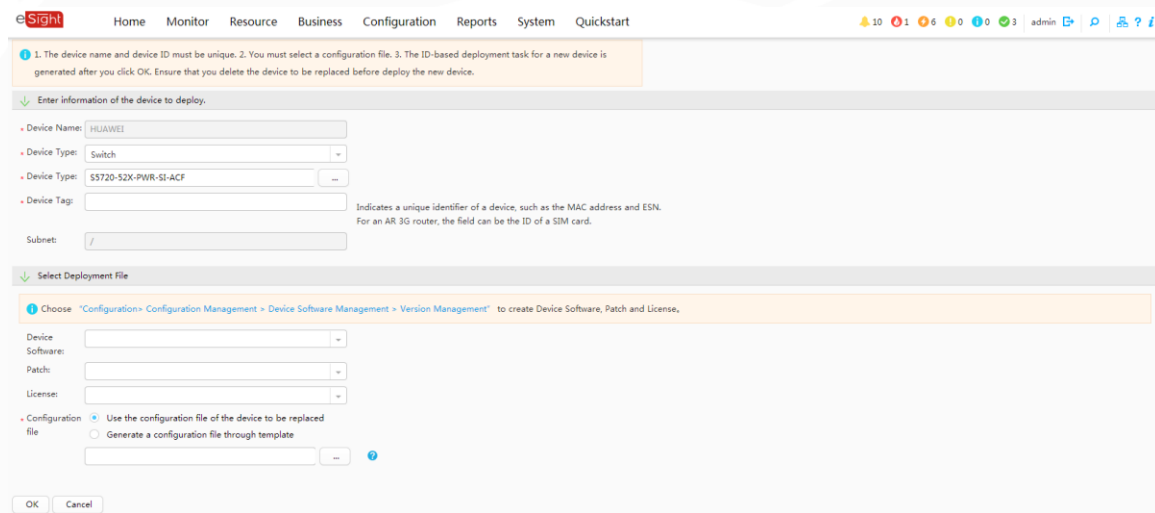 eSight Home Monitor Resource Business Configuration Reports System Quickstart 10 1 6 0 0 3 admin
1. The device name and device ID must be unique. 2. You must select a configuration file. 3. The ID-based deployment task for a new device is
generated after you click OK. Ensure that you delete the device to be replaced before deploy the new device.
Enter information of the device to deploy.
Device Name: HUAWEI
Device Type: Switch
Device Type: S5720-52X-PWR-SI-ACF ...
Device Tag: Indicates a unique identifier of a device, such as the MAC address and ESN.
For an AR 3G router, the field can be the ID of a SIM card.
Subnet: /
Select Deployment File
Choose "Configuration> Configuration Management > Device Software Management > Version Management" to create Device Software, Patch and License。
Device
Software:
Patch:
License:
Configuration Use the configuration file of the device to be replaced
file Generate a configuration file through template
...
OK Cancel